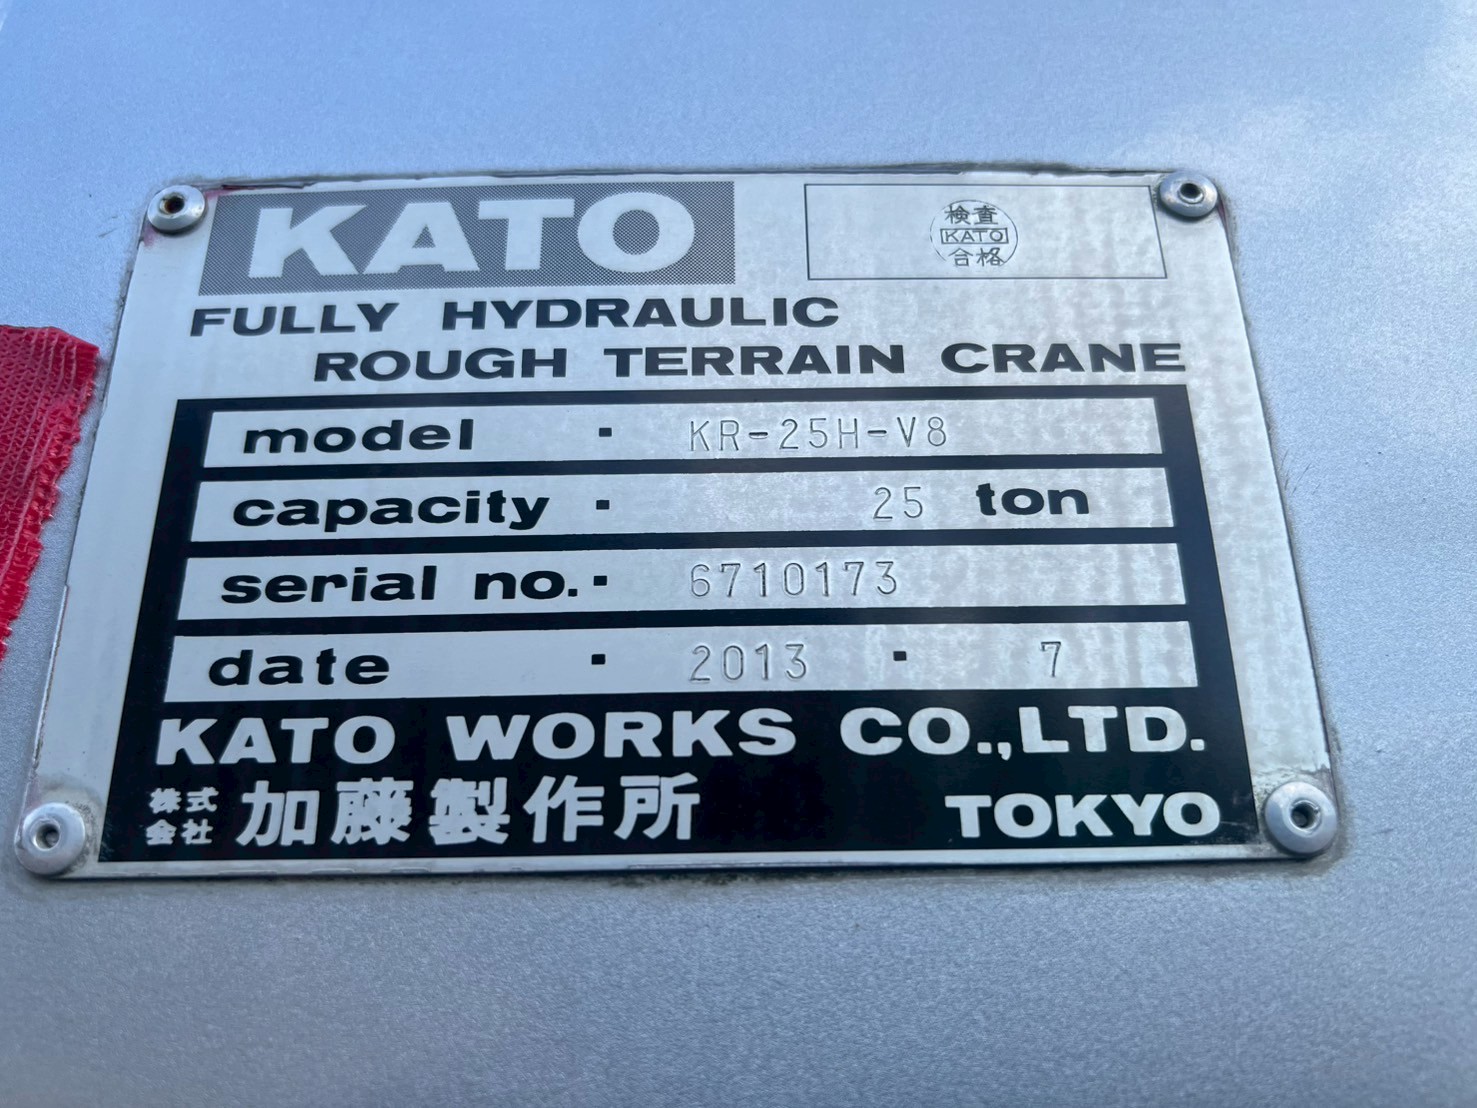 KATO
検査
KATO
合格
FULLY HYDRAULIC
ROUGH TERRAIN CRANE
model · KR-25H-V8
capacity · 25 ton
serial no. · 6710173
date · 2013 · 7
KATO WORKS CO.,LTD.
株式会社 加藤製作所 TOKYO